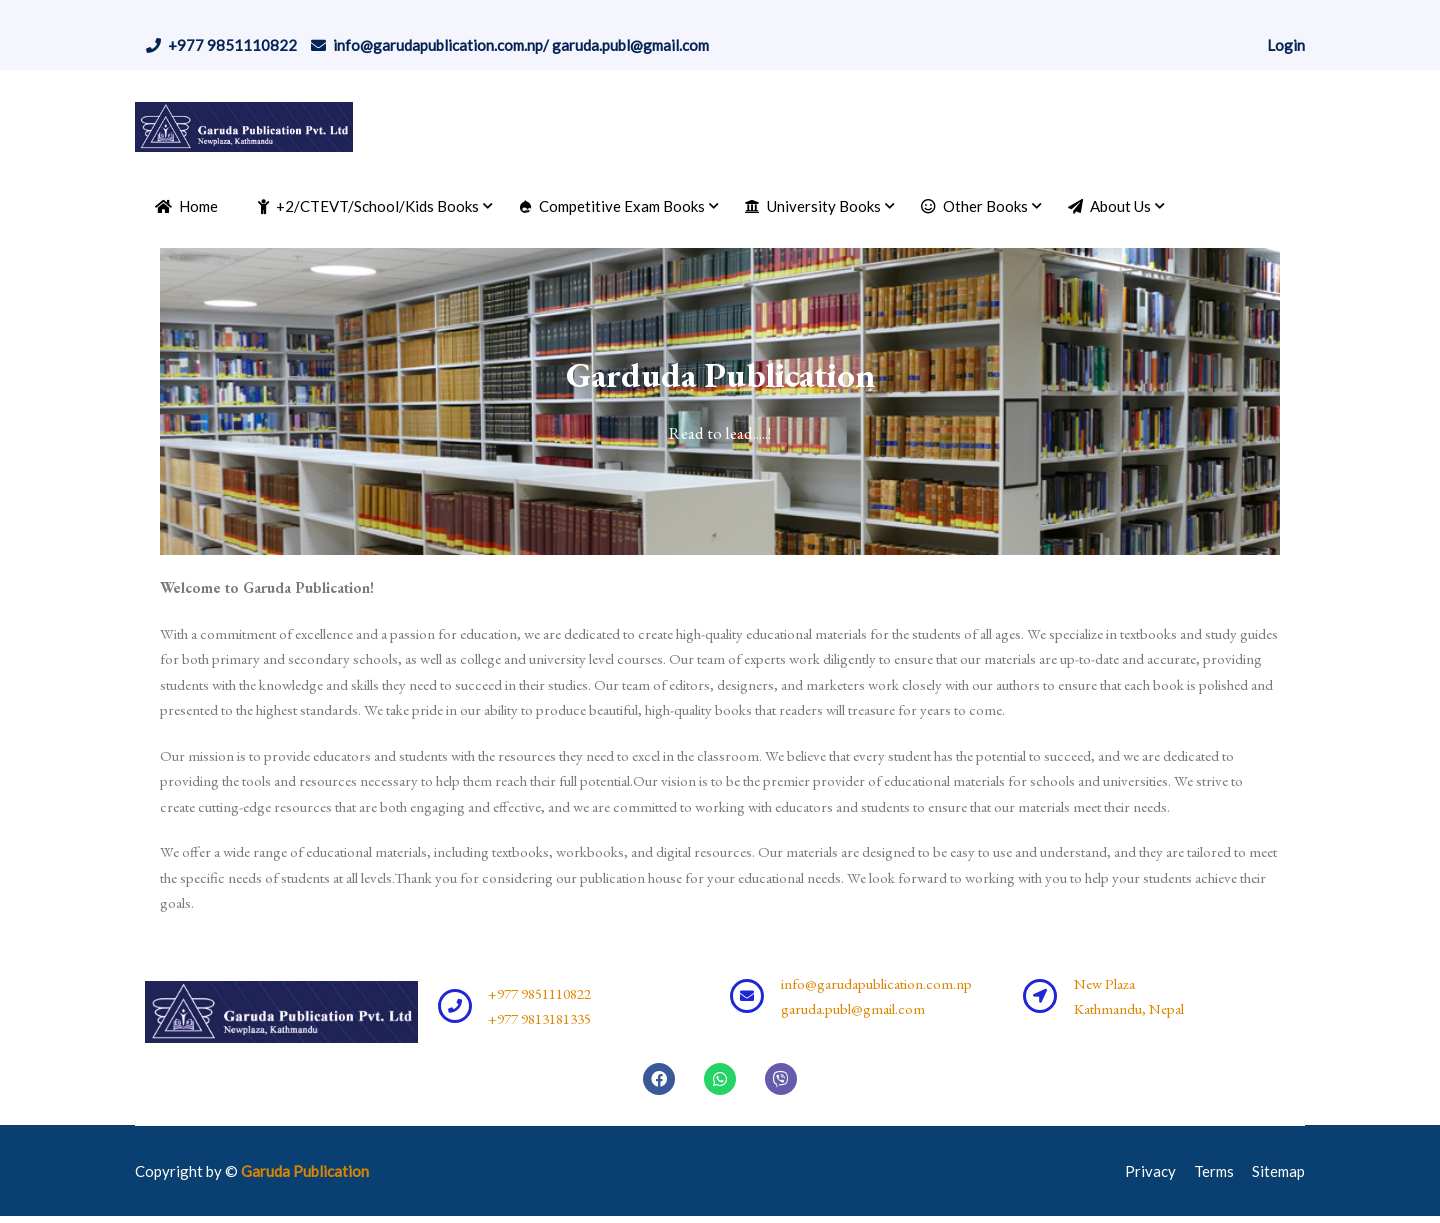 +977 9851110822 info@garudapublication.com.np/ garuda.publ@gmail.com Login
Garuda Publication Pvt. Ltd
Newplaza, Kathmandu
Home +2/CTEVT/School/Kids Books Competitive Exam Books University Books Other Books About Us
Garduda Publication
Read to lead.....!
Welcome to Garuda Publication!
With a commitment of excellence and a passion for education, we are dedicated to create high-quality educational materials for the students of all ages. We specialize in textbooks and study guides
for both primary and secondary schools, as well as college and university level courses. Our team of experts work diligently to ensure that our materials are up-to-date and accurate, providing
students with the knowledge and skills they need to succeed in their studies. Our team of editors, designers, and marketers work closely with our authors to ensure that each book is polished and
presented to the highest standards. We take pride in our ability to produce beautiful, high-quality books that readers will treasure for years to come.
Our mission is to provide educators and students with the resources they need to excel in the classroom. We believe that every student has the potential to succeed, and we are dedicated to
providing the tools and resources necessary to help them reach their full potential.Our vision is to be the premier provider of educational materials for schools and universities. We strive to
create cutting-edge resources that are both engaging and effective, and we are committed to working with educators and students to ensure that our materials meet their needs.
We offer a wide range of educational materials, including textbooks, workbooks, and digital resources. Our materials are designed to be easy to use and understand, and they are tailored to meet
the specific needs of students at all levels.Thank you for considering our publication house for your educational needs. We look forward to working with you to help your students achieve their
goals.
Garuda Publication Pvt. Ltd
Newplaza, Kathmandu
+977 9851110822
+977 9813181335
info@garudapublication.com.np
garuda.publ@gmail.com
New Plaza
Kathmandu, Nepal
Copyright by © Garuda Publication Privacy Terms Sitemap